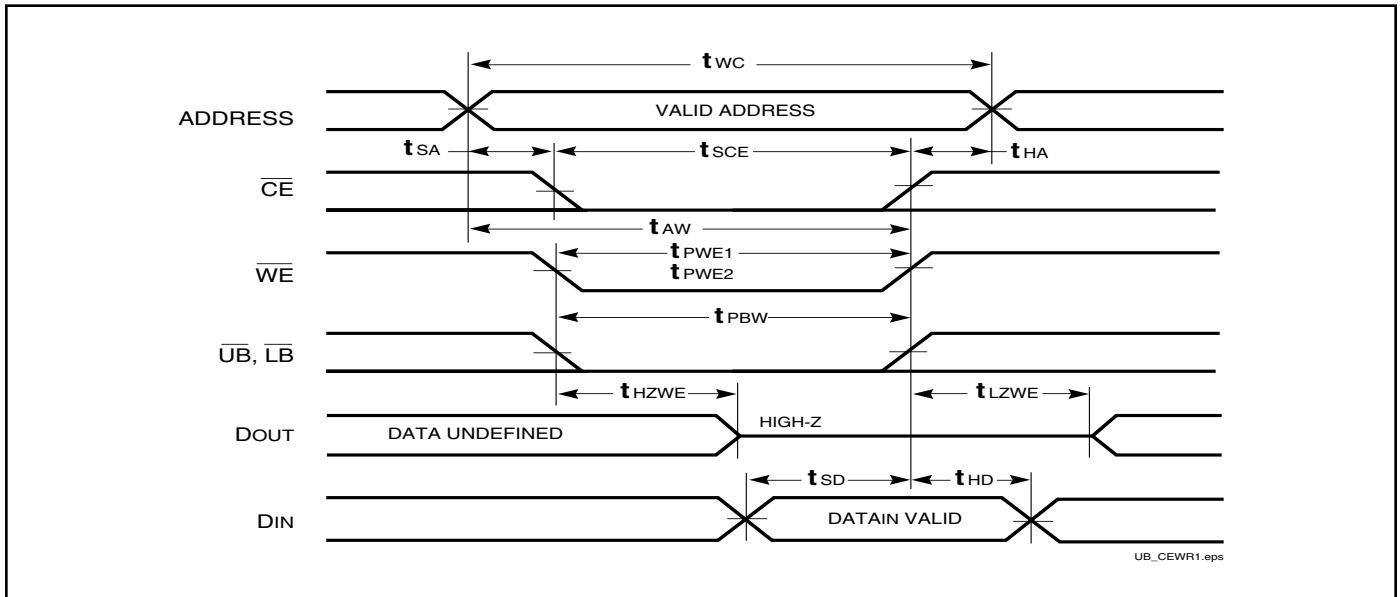 tWC
ADDRESS VALID ADDRESS
tSA tSCE tHA
CE
tAW
tPWE1
WE tPWE2
tPBW
UB, LB
tHZWE tLZWE
DOUT DATA UNDEFINED HIGH-Z
tSD tHD
DIN DATAIN VALID
UB_CEWR1.eps